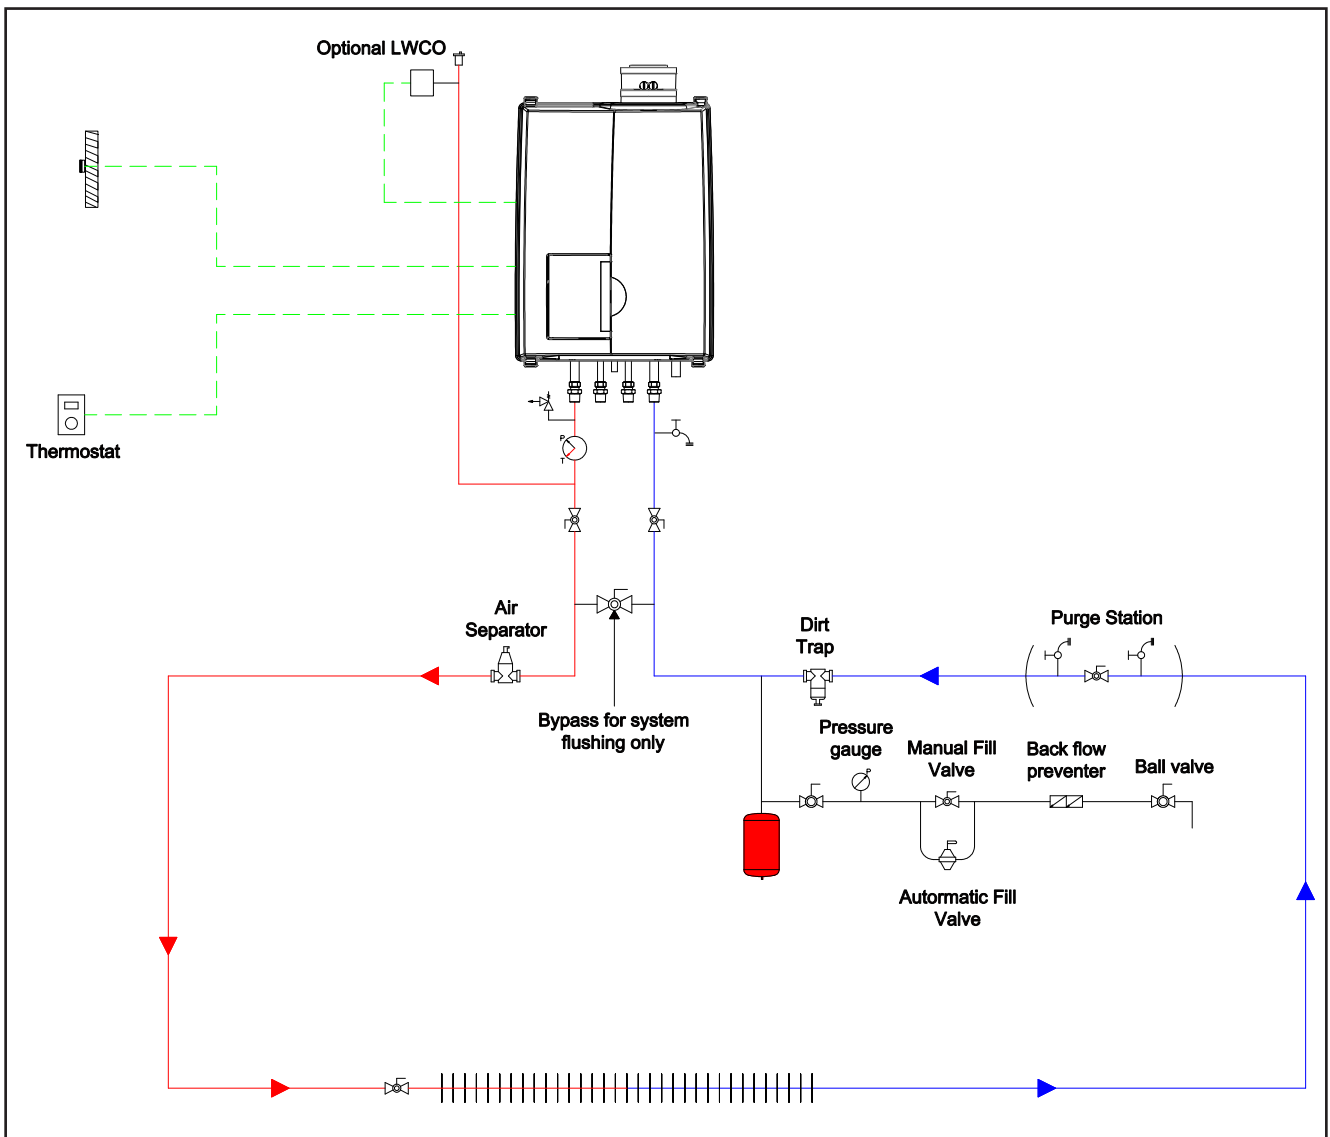 Optional LWCO
Thermostat
P
T
Air
Separator
Bypass for system
flushing only
Dirt
Trap
Purge Station
Pressure
gauge
P
Manual Fill
Valve
Back flow
preventer
Ball valve
Autormatic Fill
Valve